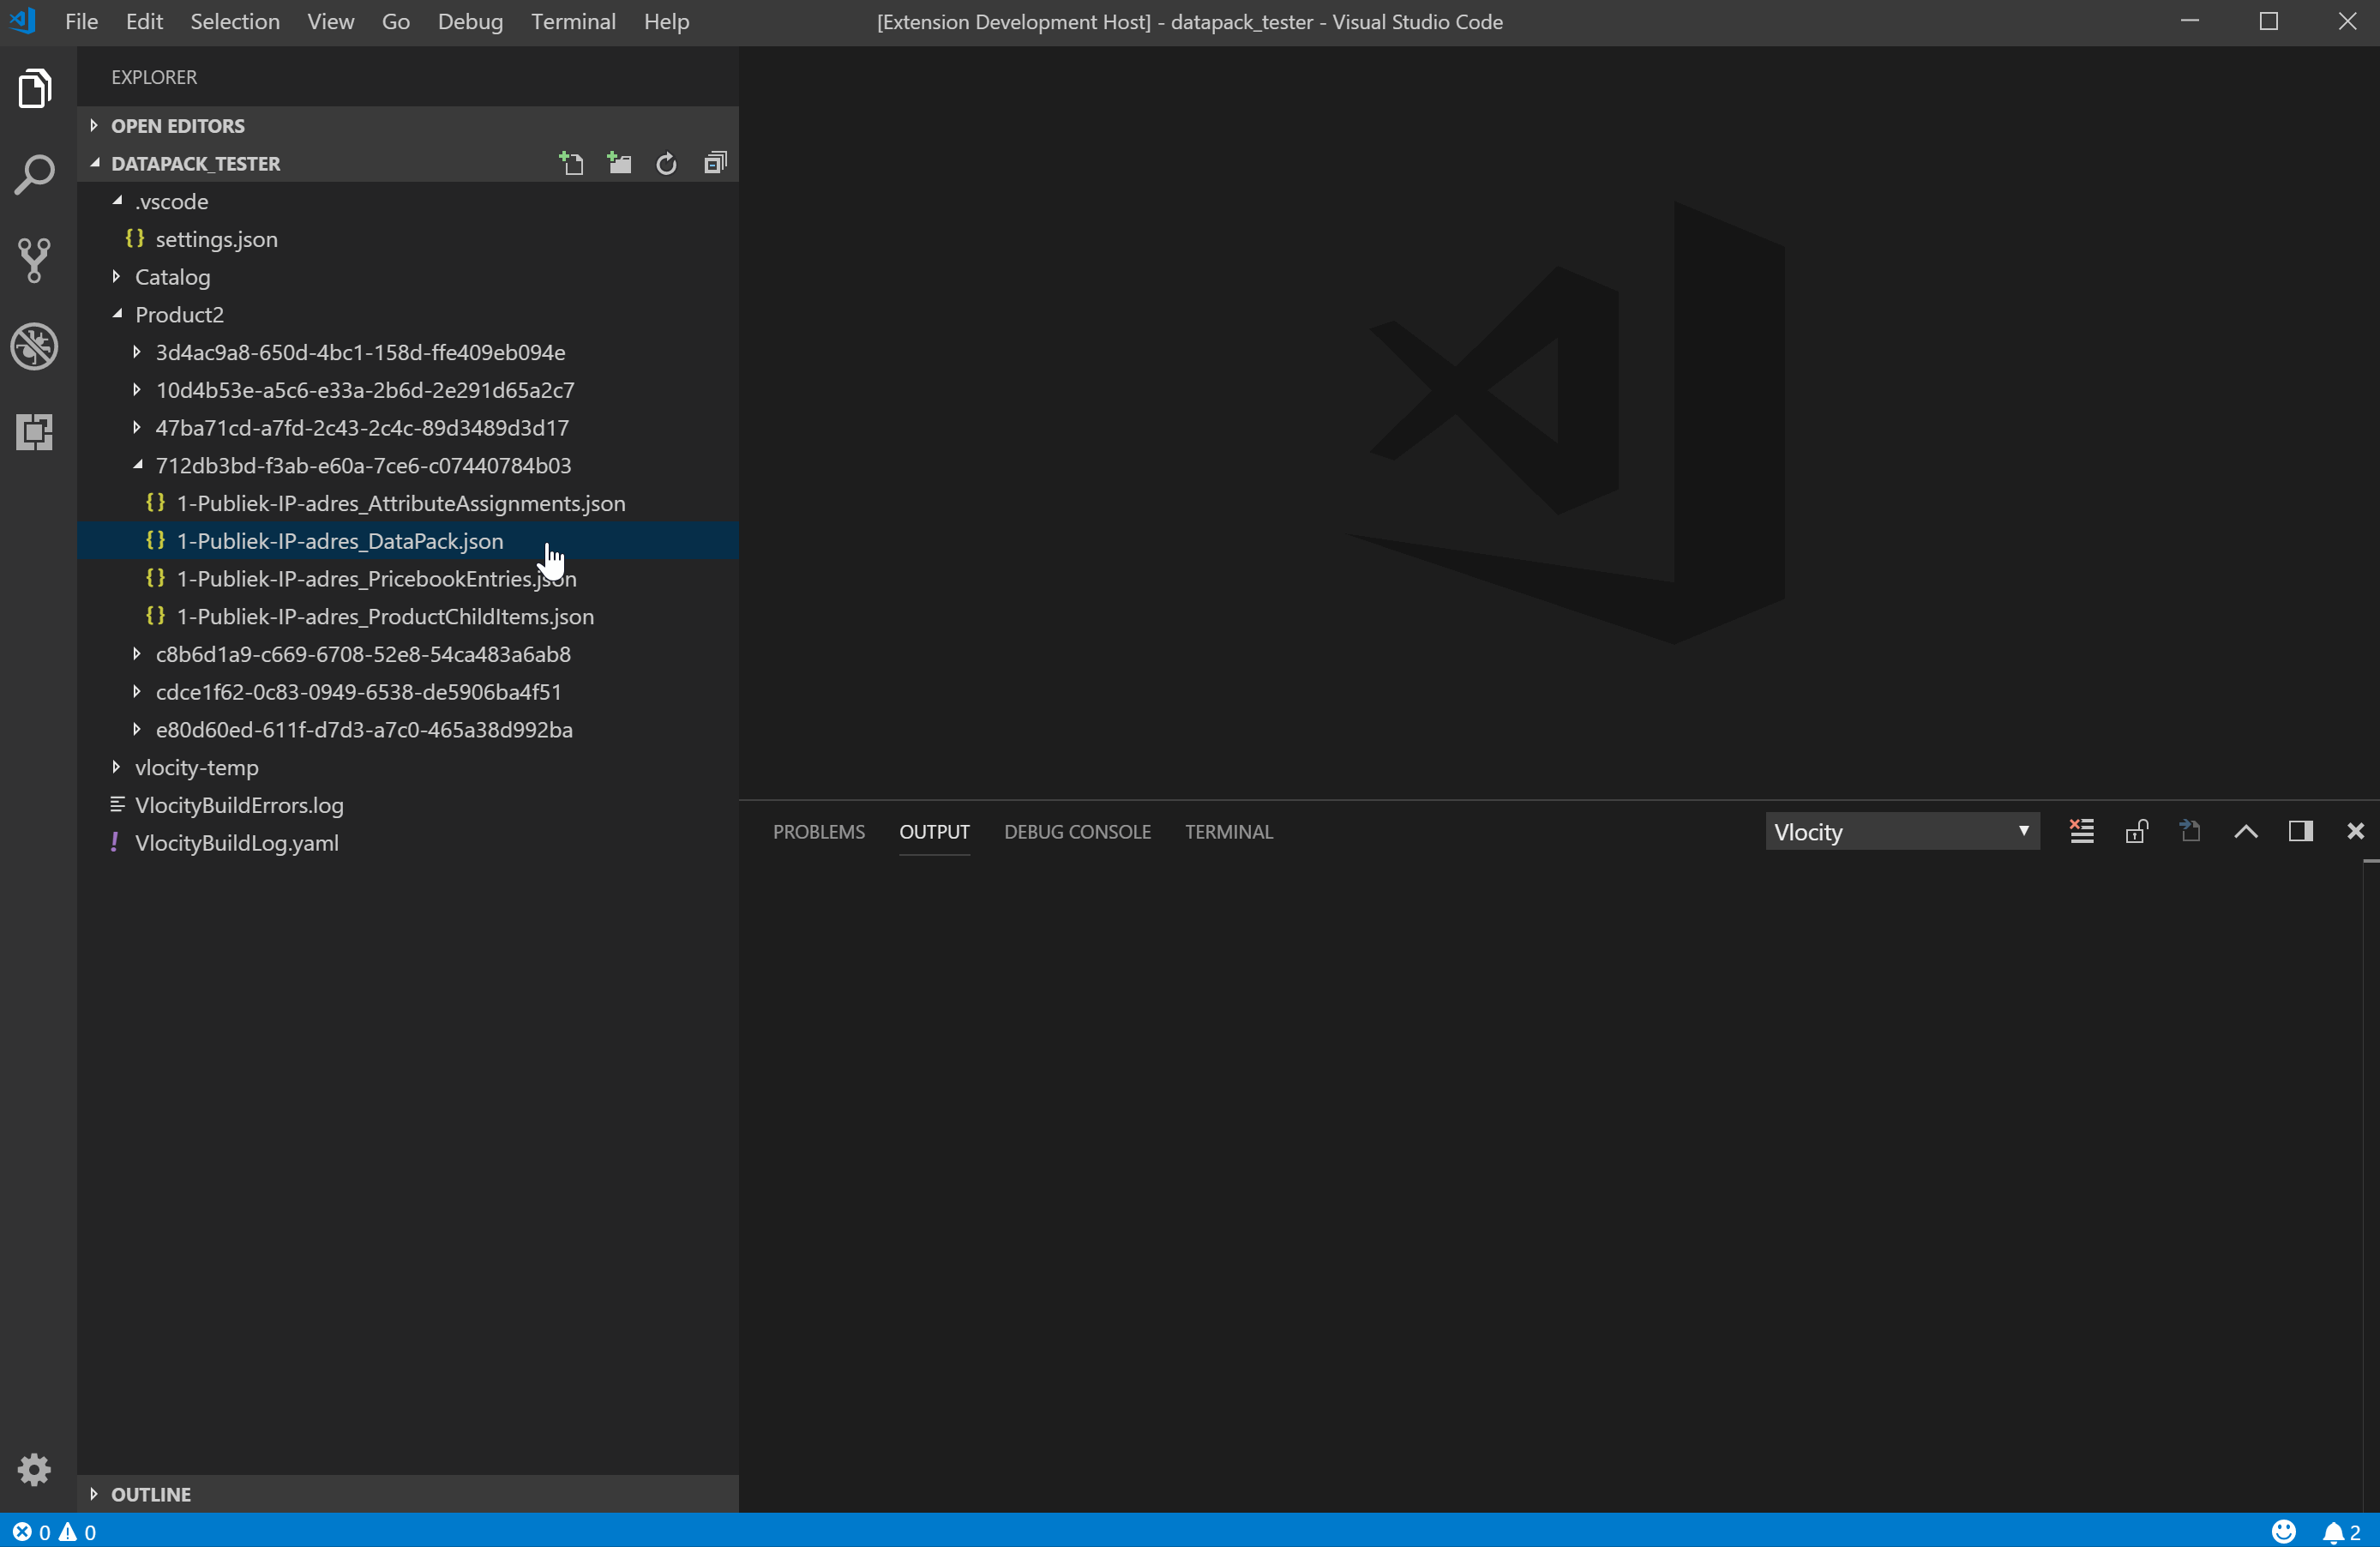 File Edit Selection View Go Debug Terminal Help [Extension Development Host] - datapack_tester - Visual Studio Code
EXPLORER
OPEN EDITORS
DATAPACK_TESTER
.vscode
{} settings.json
Catalog
Product2
3d4ac9a8-650d-4bc1-158d-ffe409eb094e
10d4b53e-a5c6-e33a-2b6d-2e291d65a2c7
47ba71cd-a7fd-2c43-2c4c-89d3489d3d17
712db3bd-f3ab-e60a-7ce6-c07440784b03
{} 1-Publiek-IP-adres_AttributeAssignments.json
{} 1-Publiek-IP-adres_DataPack.json
{} 1-Publiek-IP-adres_PricebookEntries.json
{} 1-Publiek-IP-adres_ProductChildItems.json
c8b6d1a9-c669-6708-52e8-54ca483a6ab8
cdce1f62-0c83-0949-6538-de5906ba4f51
e80d60ed-611f-d7d3-a7c0-465a38d992ba
vlocity-temp
VlocityBuildErrors.log
! VlocityBuildLog.yaml
OUTLINE
PROBLEMS OUTPUT DEBUG CONSOLE TERMINAL Vlocity
0 0 2